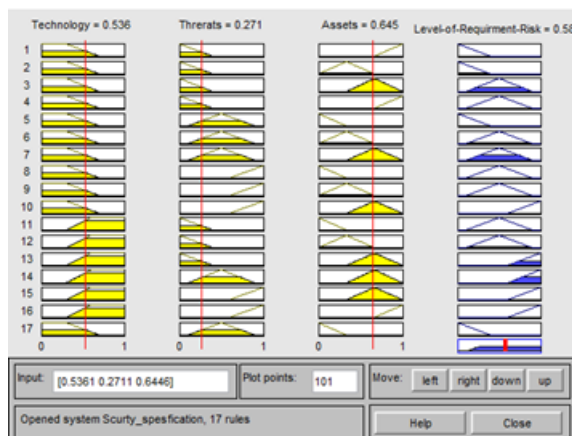 Technology = 0.536
Threrats = 0.271
Assets = 0.645
Level-of-Requirment-Risk = 0.58
1
2
3
4
5
6
7
8
9
10
11
12
13
14
15
16
17
0 1
0 1
0 1
Input: [0.5361 0.2711 0.6446]
Plot points: 101
Move: left right down up
Opened system Scurty_spesfication, 17 rules
Help Close